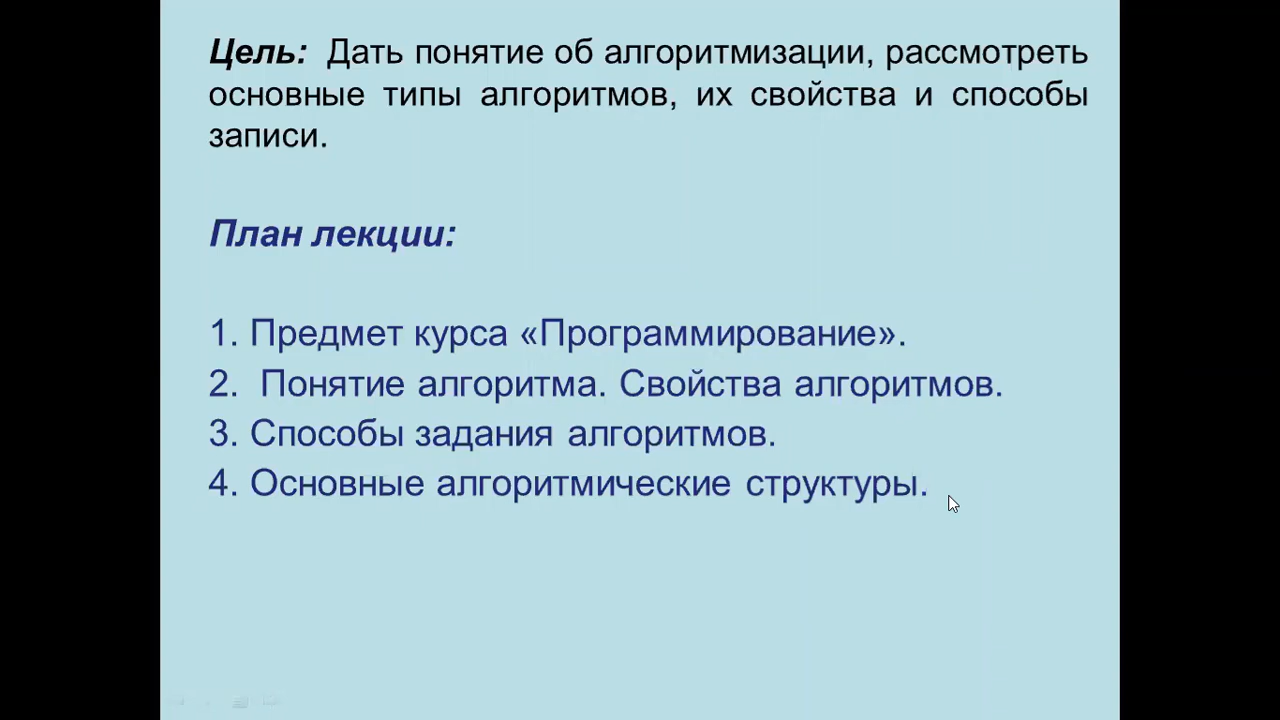 Цель: Дать понятие об алгоритмизации, рассмотреть
основные типы алгоритмов, их свойства и способы
записи.
План лекции:
1. Предмет курса «Программирование».
2. Понятие алгоритма. Свойства алгоритмов.
3. Способы задания алгоритмов.
4. Основные алгоритмические структуры.